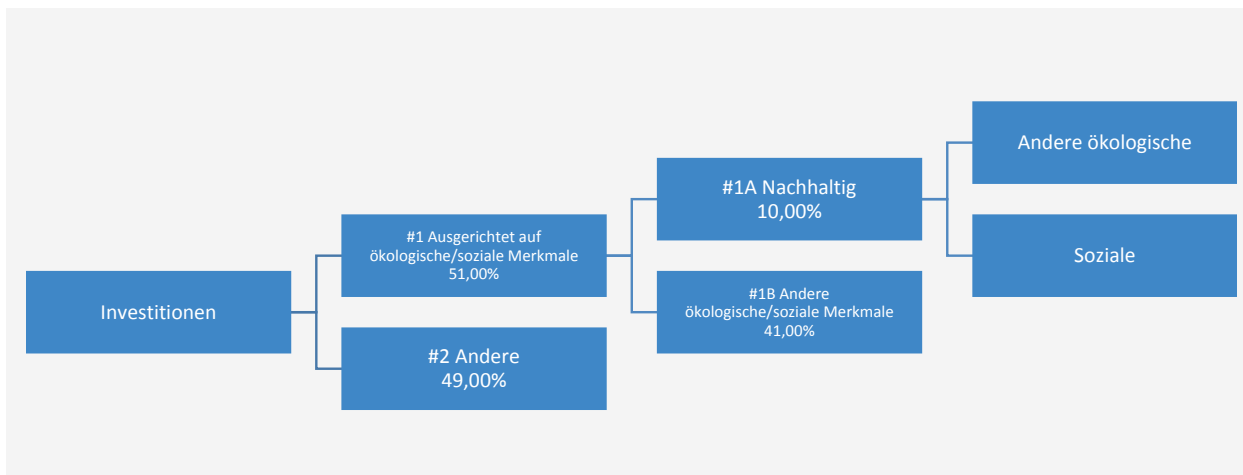 Investitionen
#1 Ausgerichtet auf
ökologische/soziale Merkmale
51,00%
#2 Andere
49,00%
#1A Nachhaltig
10,00%
#1B Andere
ökologische/soziale Merkmale
41,00%
Andere ökologische
Soziale